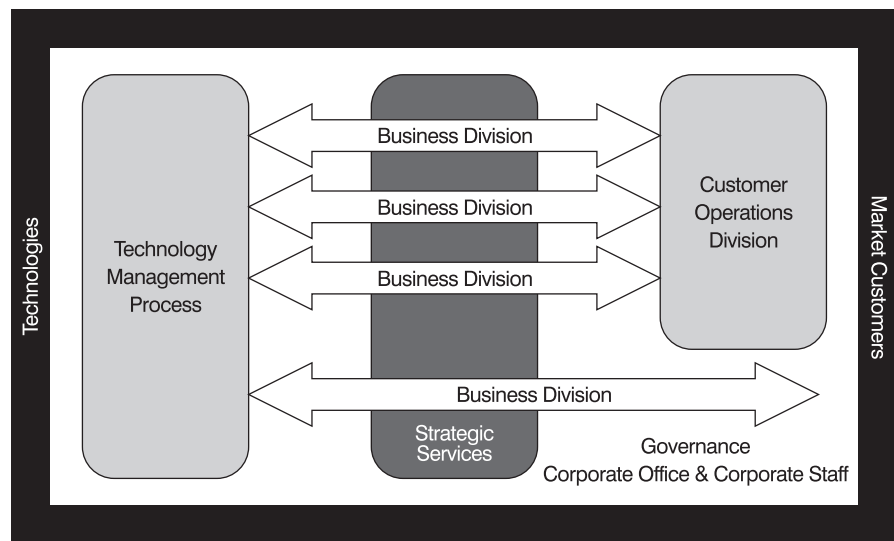 Technologies
Technology
Management
Process
Business Division
Business Division
Business Division
Business Division
Strategic
Services
Customer
Operations
Division
Governance
Corporate Office & Corporate Staff
Market Customers